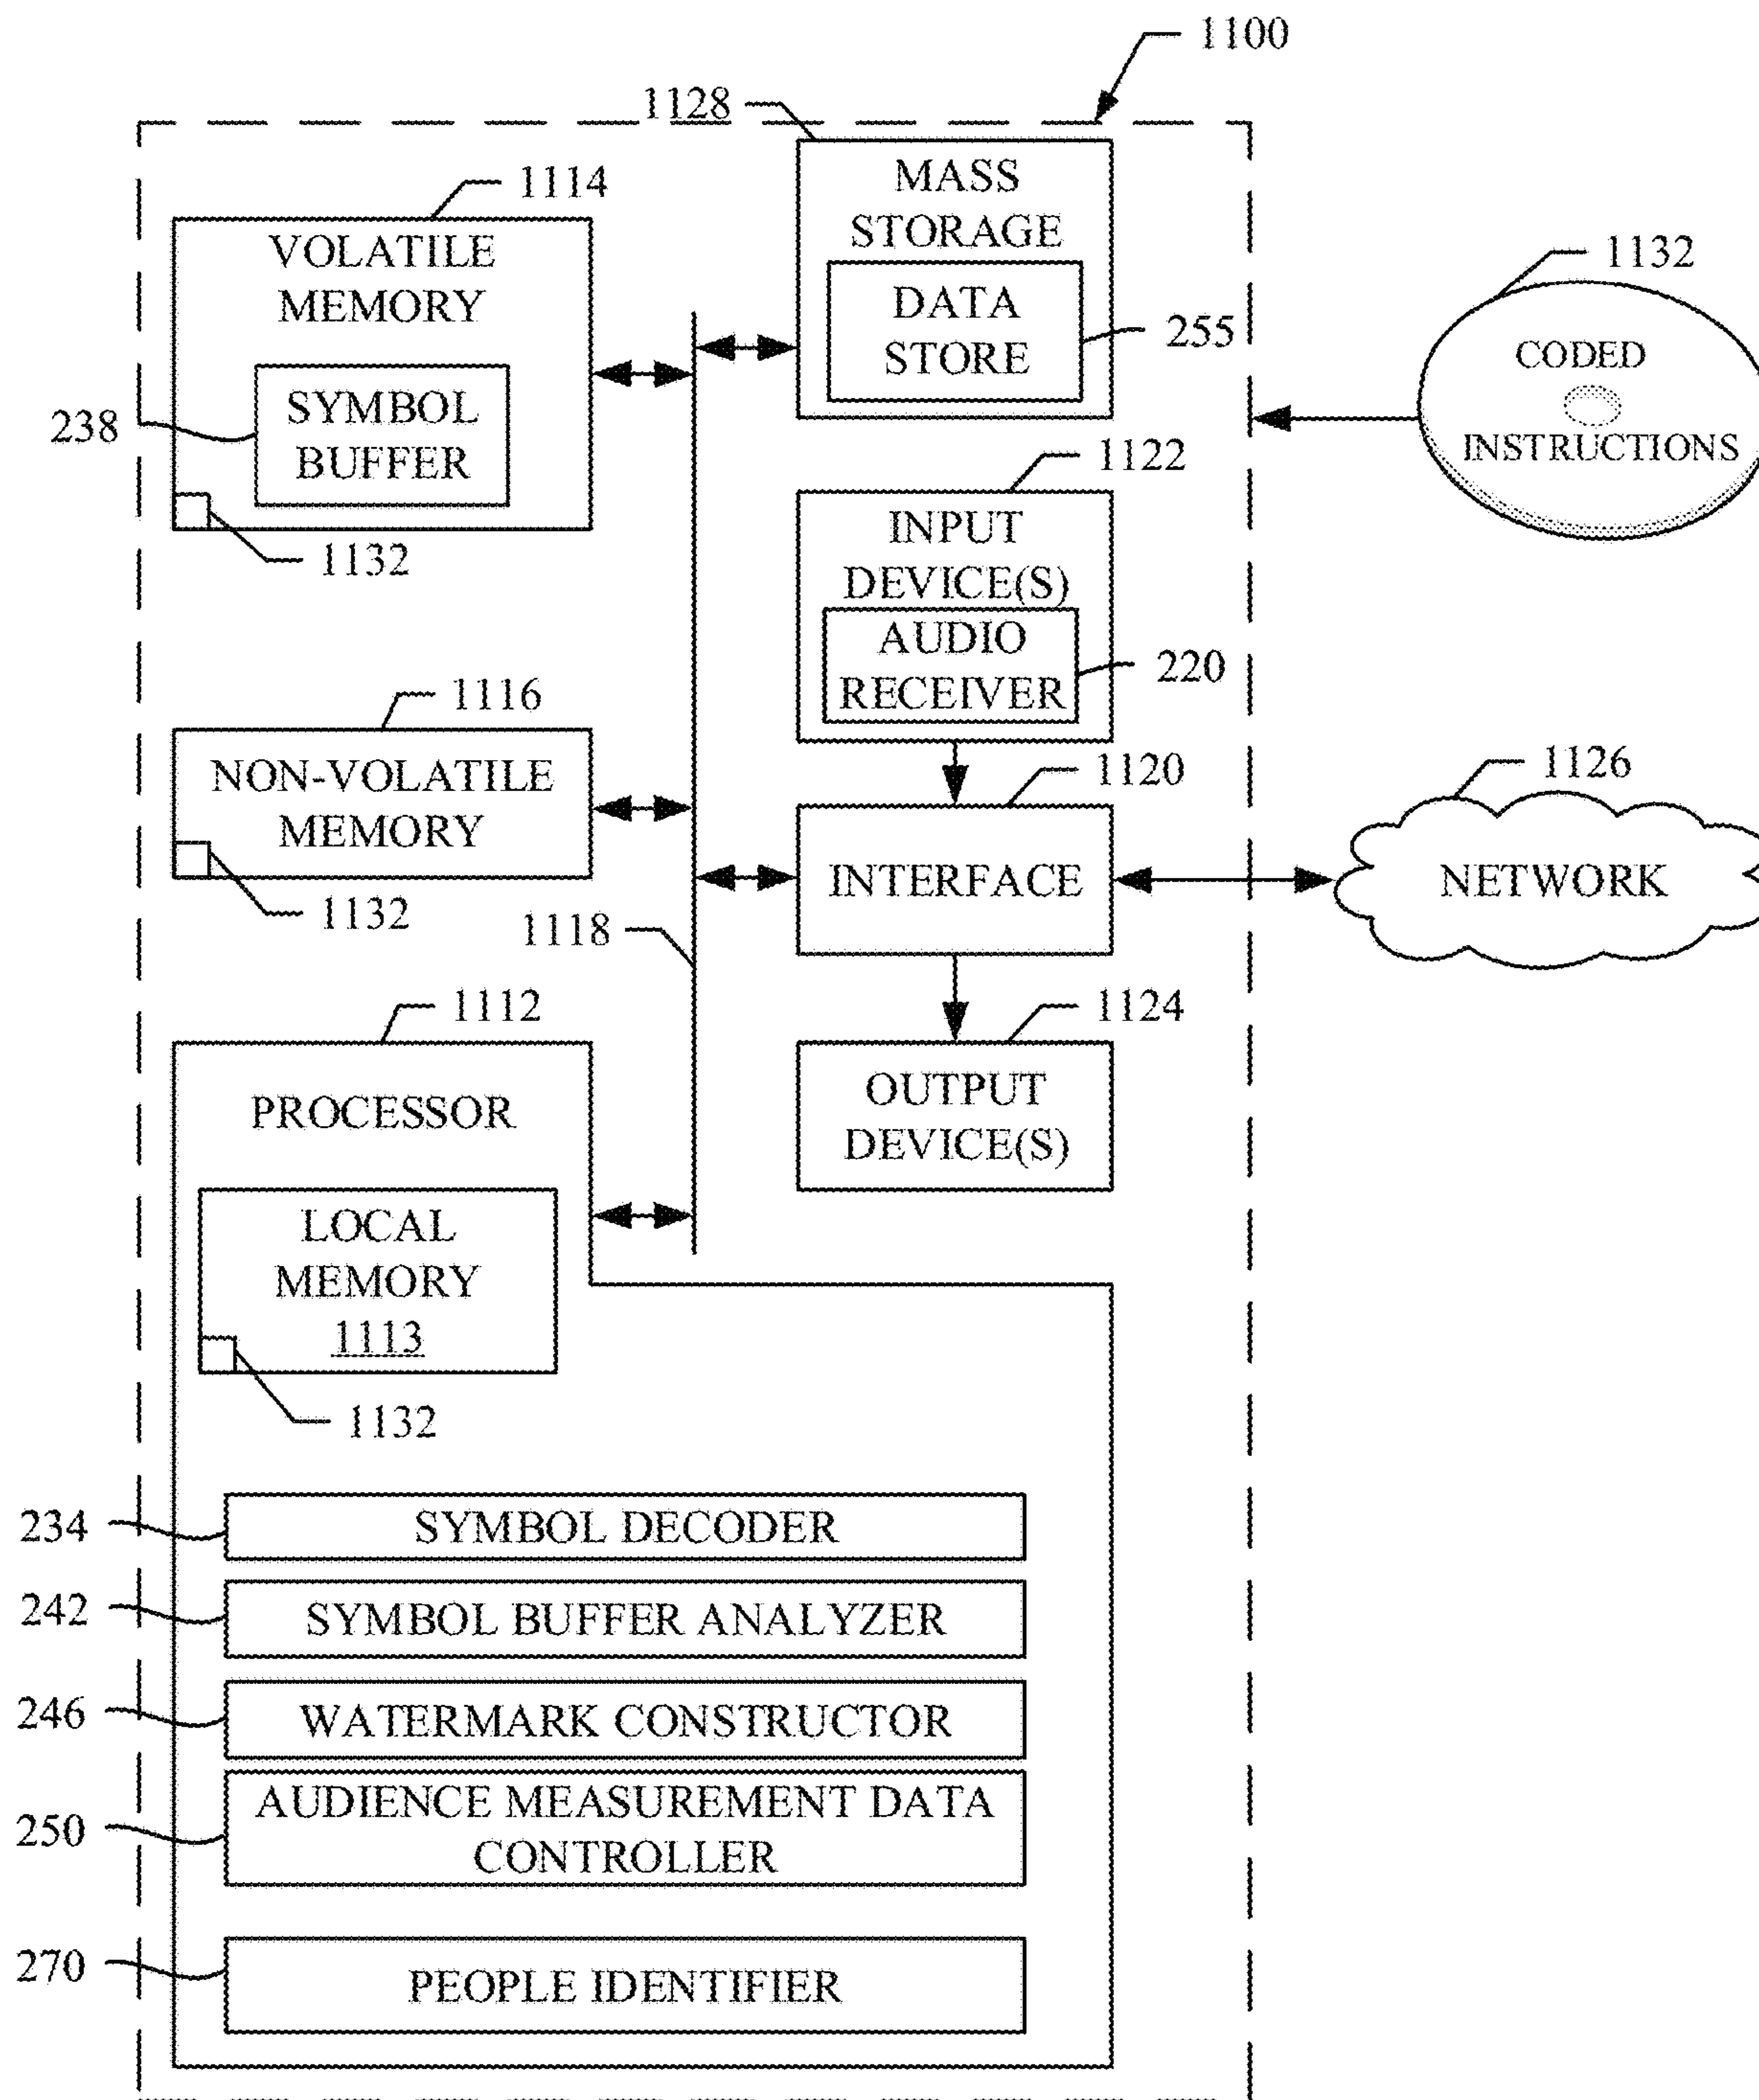 1100
1128
1114
MASS
STORAGE
VOLATILE
MEMORY
1132
DATA
STORE
255
CODED
INSTRUCTIONS
238
SYMBOL
BUFFER
1122
INPUT
DEVICE(S)
1132
AUDIO
RECEIVER
220
1116
1120
1126
NON-VOLATILE
MEMORY
INTERFACE
NETWORK
1132
1118
1112
1124
PROCESSOR
OUTPUT
DEVICE(S)
LOCAL
MEMORY
1113
1132
234
SYMBOL DECODER
242
SYMBOL BUFFER ANALYZER
246
WATERMARK CONSTRUCTOR
250
AUDIENCE MEASUREMENT DATA
CONTROLLER
270
PEOPLE IDENTIFIER